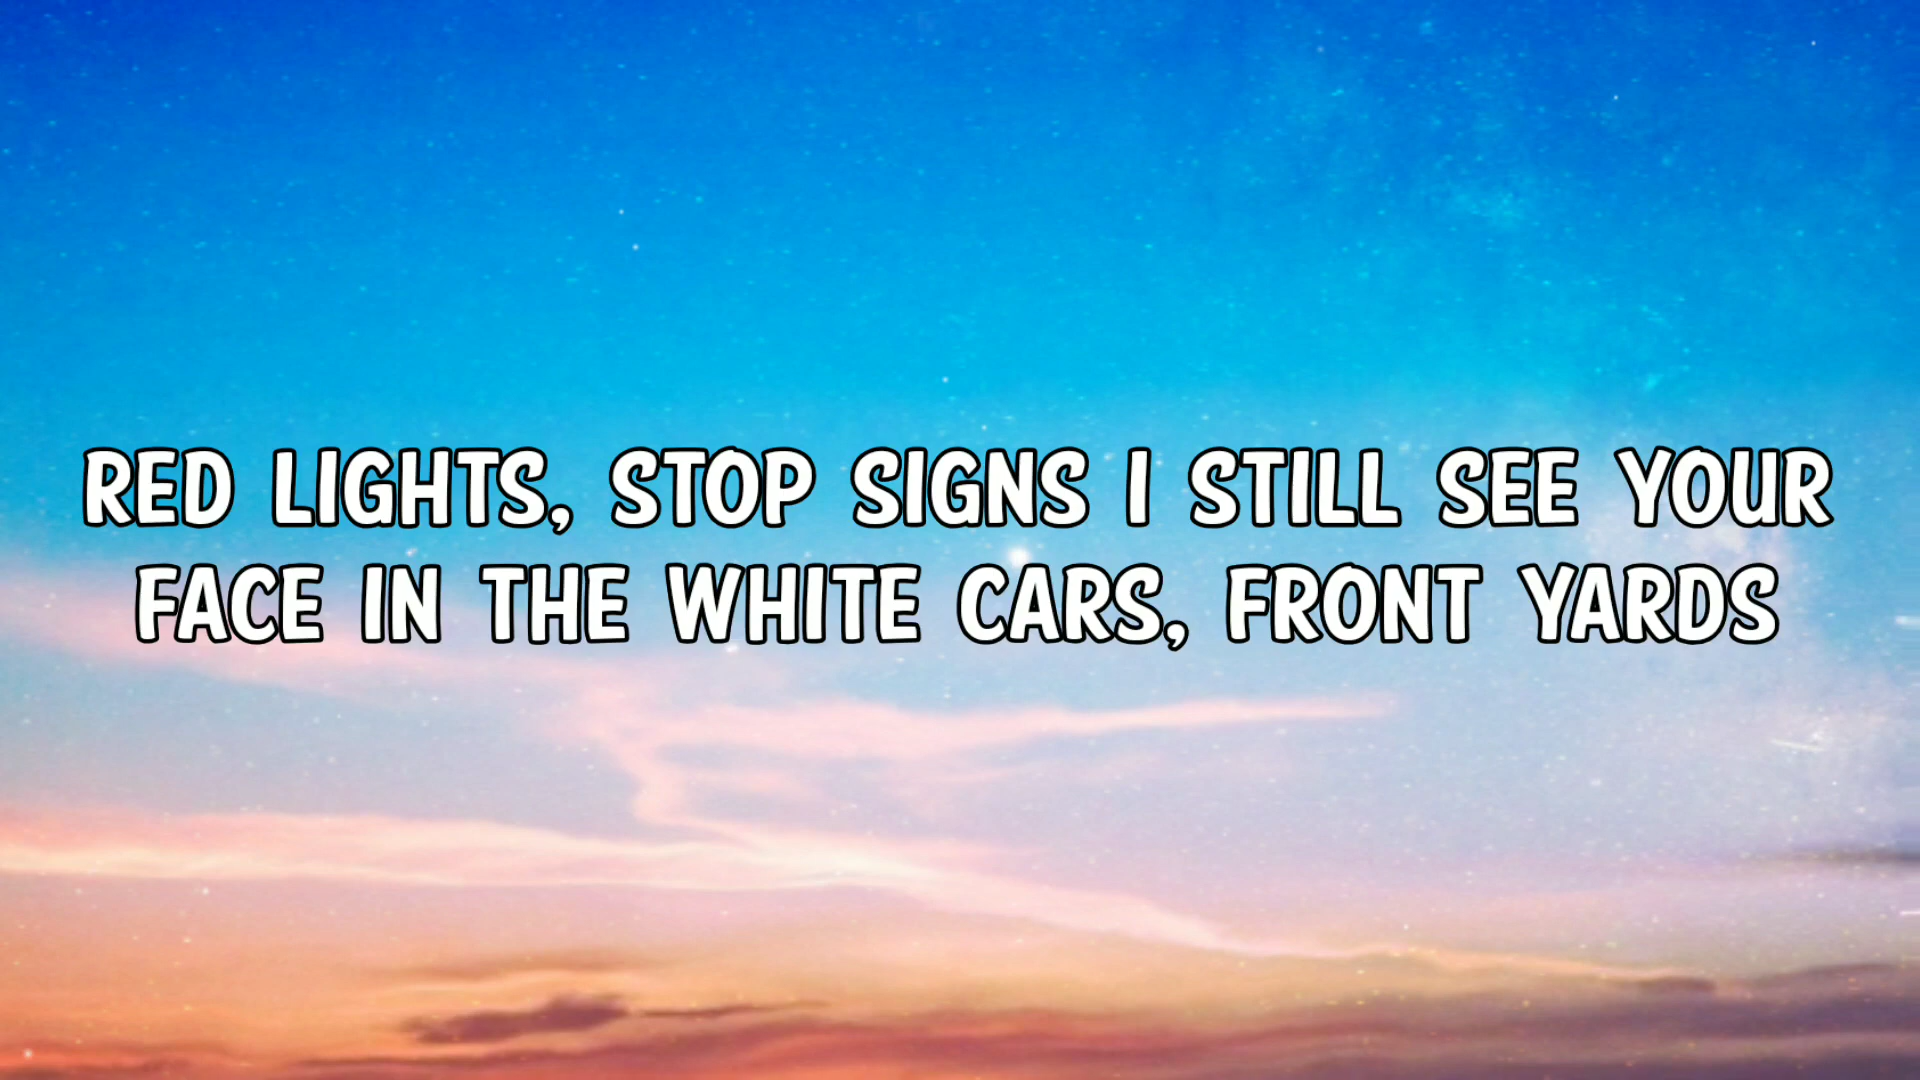 RED LIGHTS, STOP SIGNS I STILL SEE YOUR
FACE IN THE WHITE CARS, FRONT YARDS